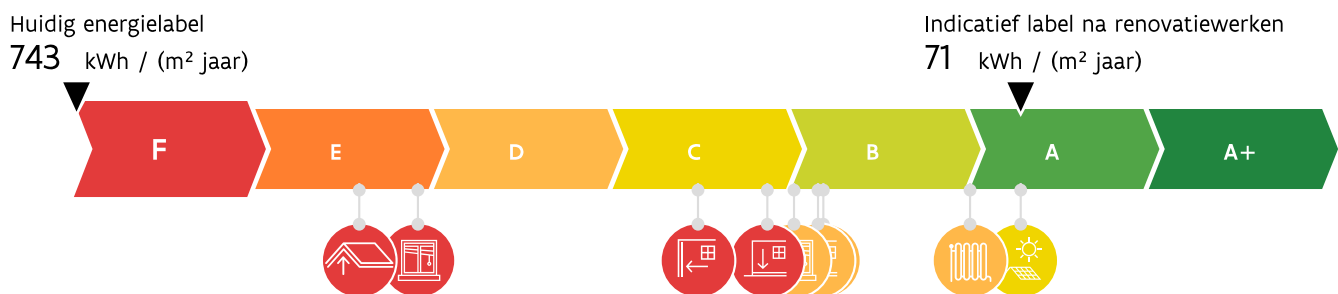 Huidig energielabel
743 kWh / (m² jaar)
Indicatief label na renovatiewerken
71 kWh / (m² jaar)
F E D C B A A+